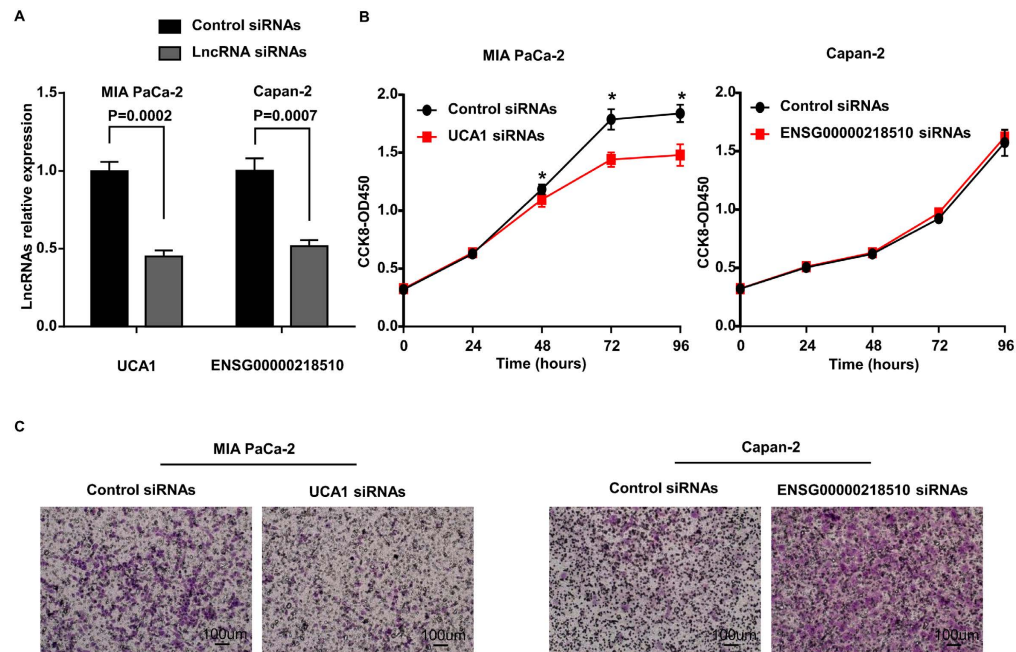 A
Control siRNAs
LncRNA siRNAs
MIA PaCa-2 Capan-2
P=0.0002 P=0.0007
LncRNAs relative expression
1.5
1.0
0.5
0.0
UCA1 ENSG00000218510
B
MIA PaCa-2
Control siRNAs
UCA1 siRNAs
* * *
CCK8-OD450
2.0
1.5
1.0
0.5
0.0
0 24 48 72 96
Time (hours)
Capan-2
Control siRNAs
ENSG00000218510 siRNAs
CCK8-OD450
2.0
1.5
1.0
0.5
0.0
0 24 48 72 96
Time (hours)
C
MIA PaCa-2
Control siRNAs UCA1 siRNAs
100um 100um
Capan-2
Control siRNAs ENSG00000218510 siRNAs
100um 100um